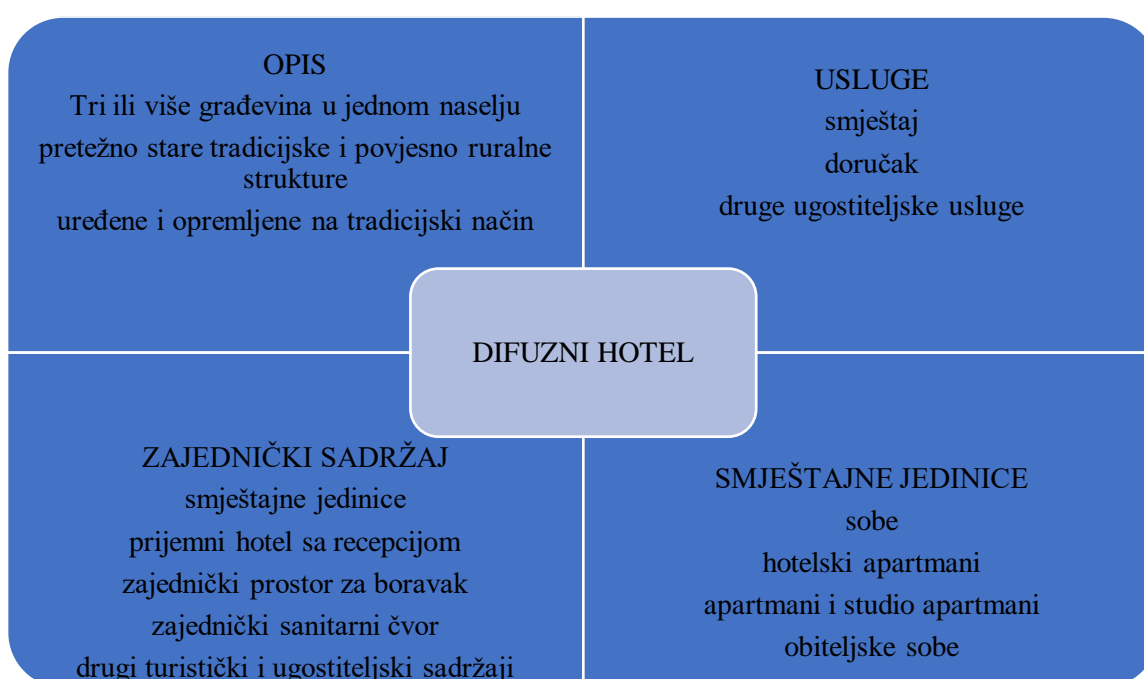 OPIS
Tri ili više građevina u jednom naselju
pretežno stare tradicijske i povjesno ruralne
strukture
uređene i opremljene na tradicijski način
USLUGE
smještaj
doručak
druge ugostiteljske usluge
DIFUZNI HOTEL
ZAJEDNIČKI SADRŽAJ
smještajne jedinice
prijemni hotel sa recepcijom
zajednički prostor za boravak
zajednički sanitarni čvor
drugi turistički i ugostiteljski sadržaji
SMJEŠTAJNE JEDINICE
sobe
hotelski apartmani
apartmani i studio apartmani
obiteljske sobe